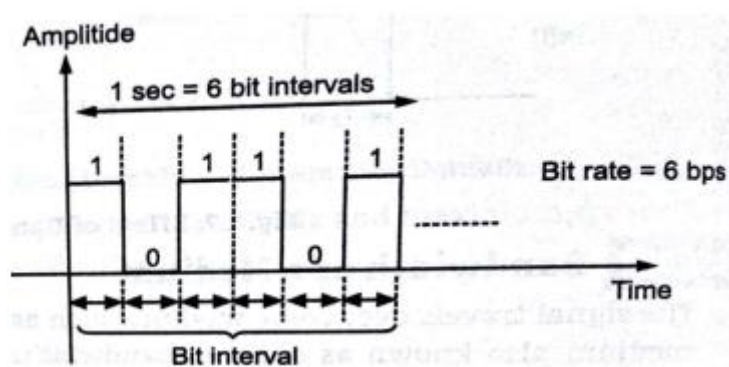 Amplitide
1 sec = 6 bit intervals
1 1 1 1
Bit rate = 6 bps
0 0
Time
Bit interval